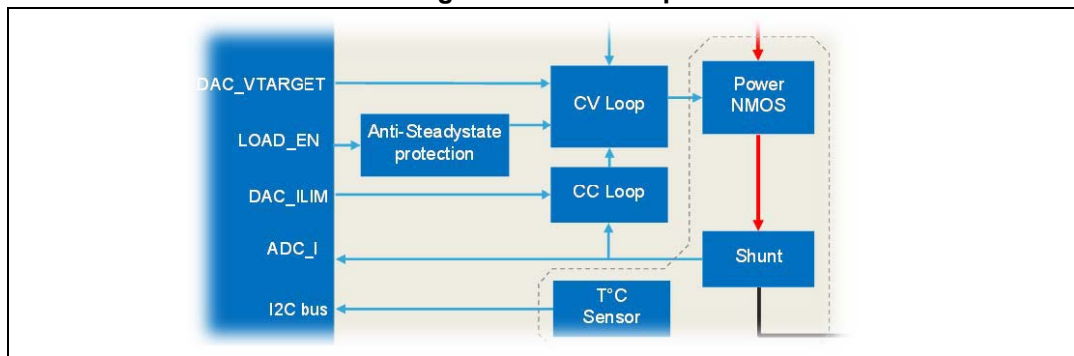 DAC_VTARGET
LOAD_EN
DAC_ILIM
ADC_I
I2C bus
Anti-Steadystate
protection
CV Loop
CC Loop
T°C
Sensor
Power
NMOS
Shunt